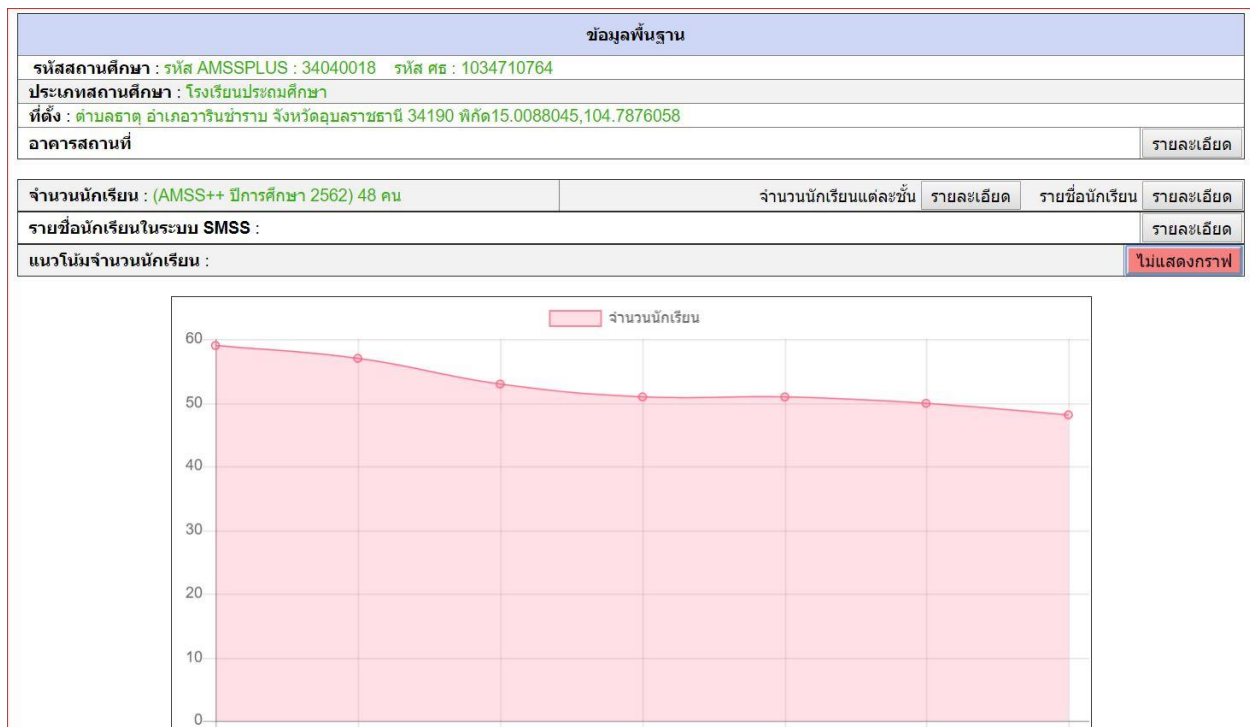 ข้อมูลพื้นฐาน
รหัสสถานศึกษา : รหัส AMSSPLUS : 34040018 รหัส ศธ : 1034710764
ประเภทสถานศึกษา : โรงเรียนประถมศึกษา
ที่ตั้ง : ตำบลธาตุ อำเภอวารินชำราบ จังหวัดอุบลราชธานี 34190 พิกัด15.0088045,104.7876058
อาคารสถานที่ รายละเอียด
จำนวนนักเรียน : (AMSS++ ปีการศึกษา 2562) 48 คน จำนวนนักเรียนแต่ละชั้น รายละเอียด รายชื่อนักเรียน รายละเอียด
รายชื่อนักเรียนในระบบ SMSS : รายละเอียด
แนวโน้มจำนวนนักเรียน : ไม่แสดงกราฟ
จำนวนนักเรียน
60
50
40
30
20
10
0